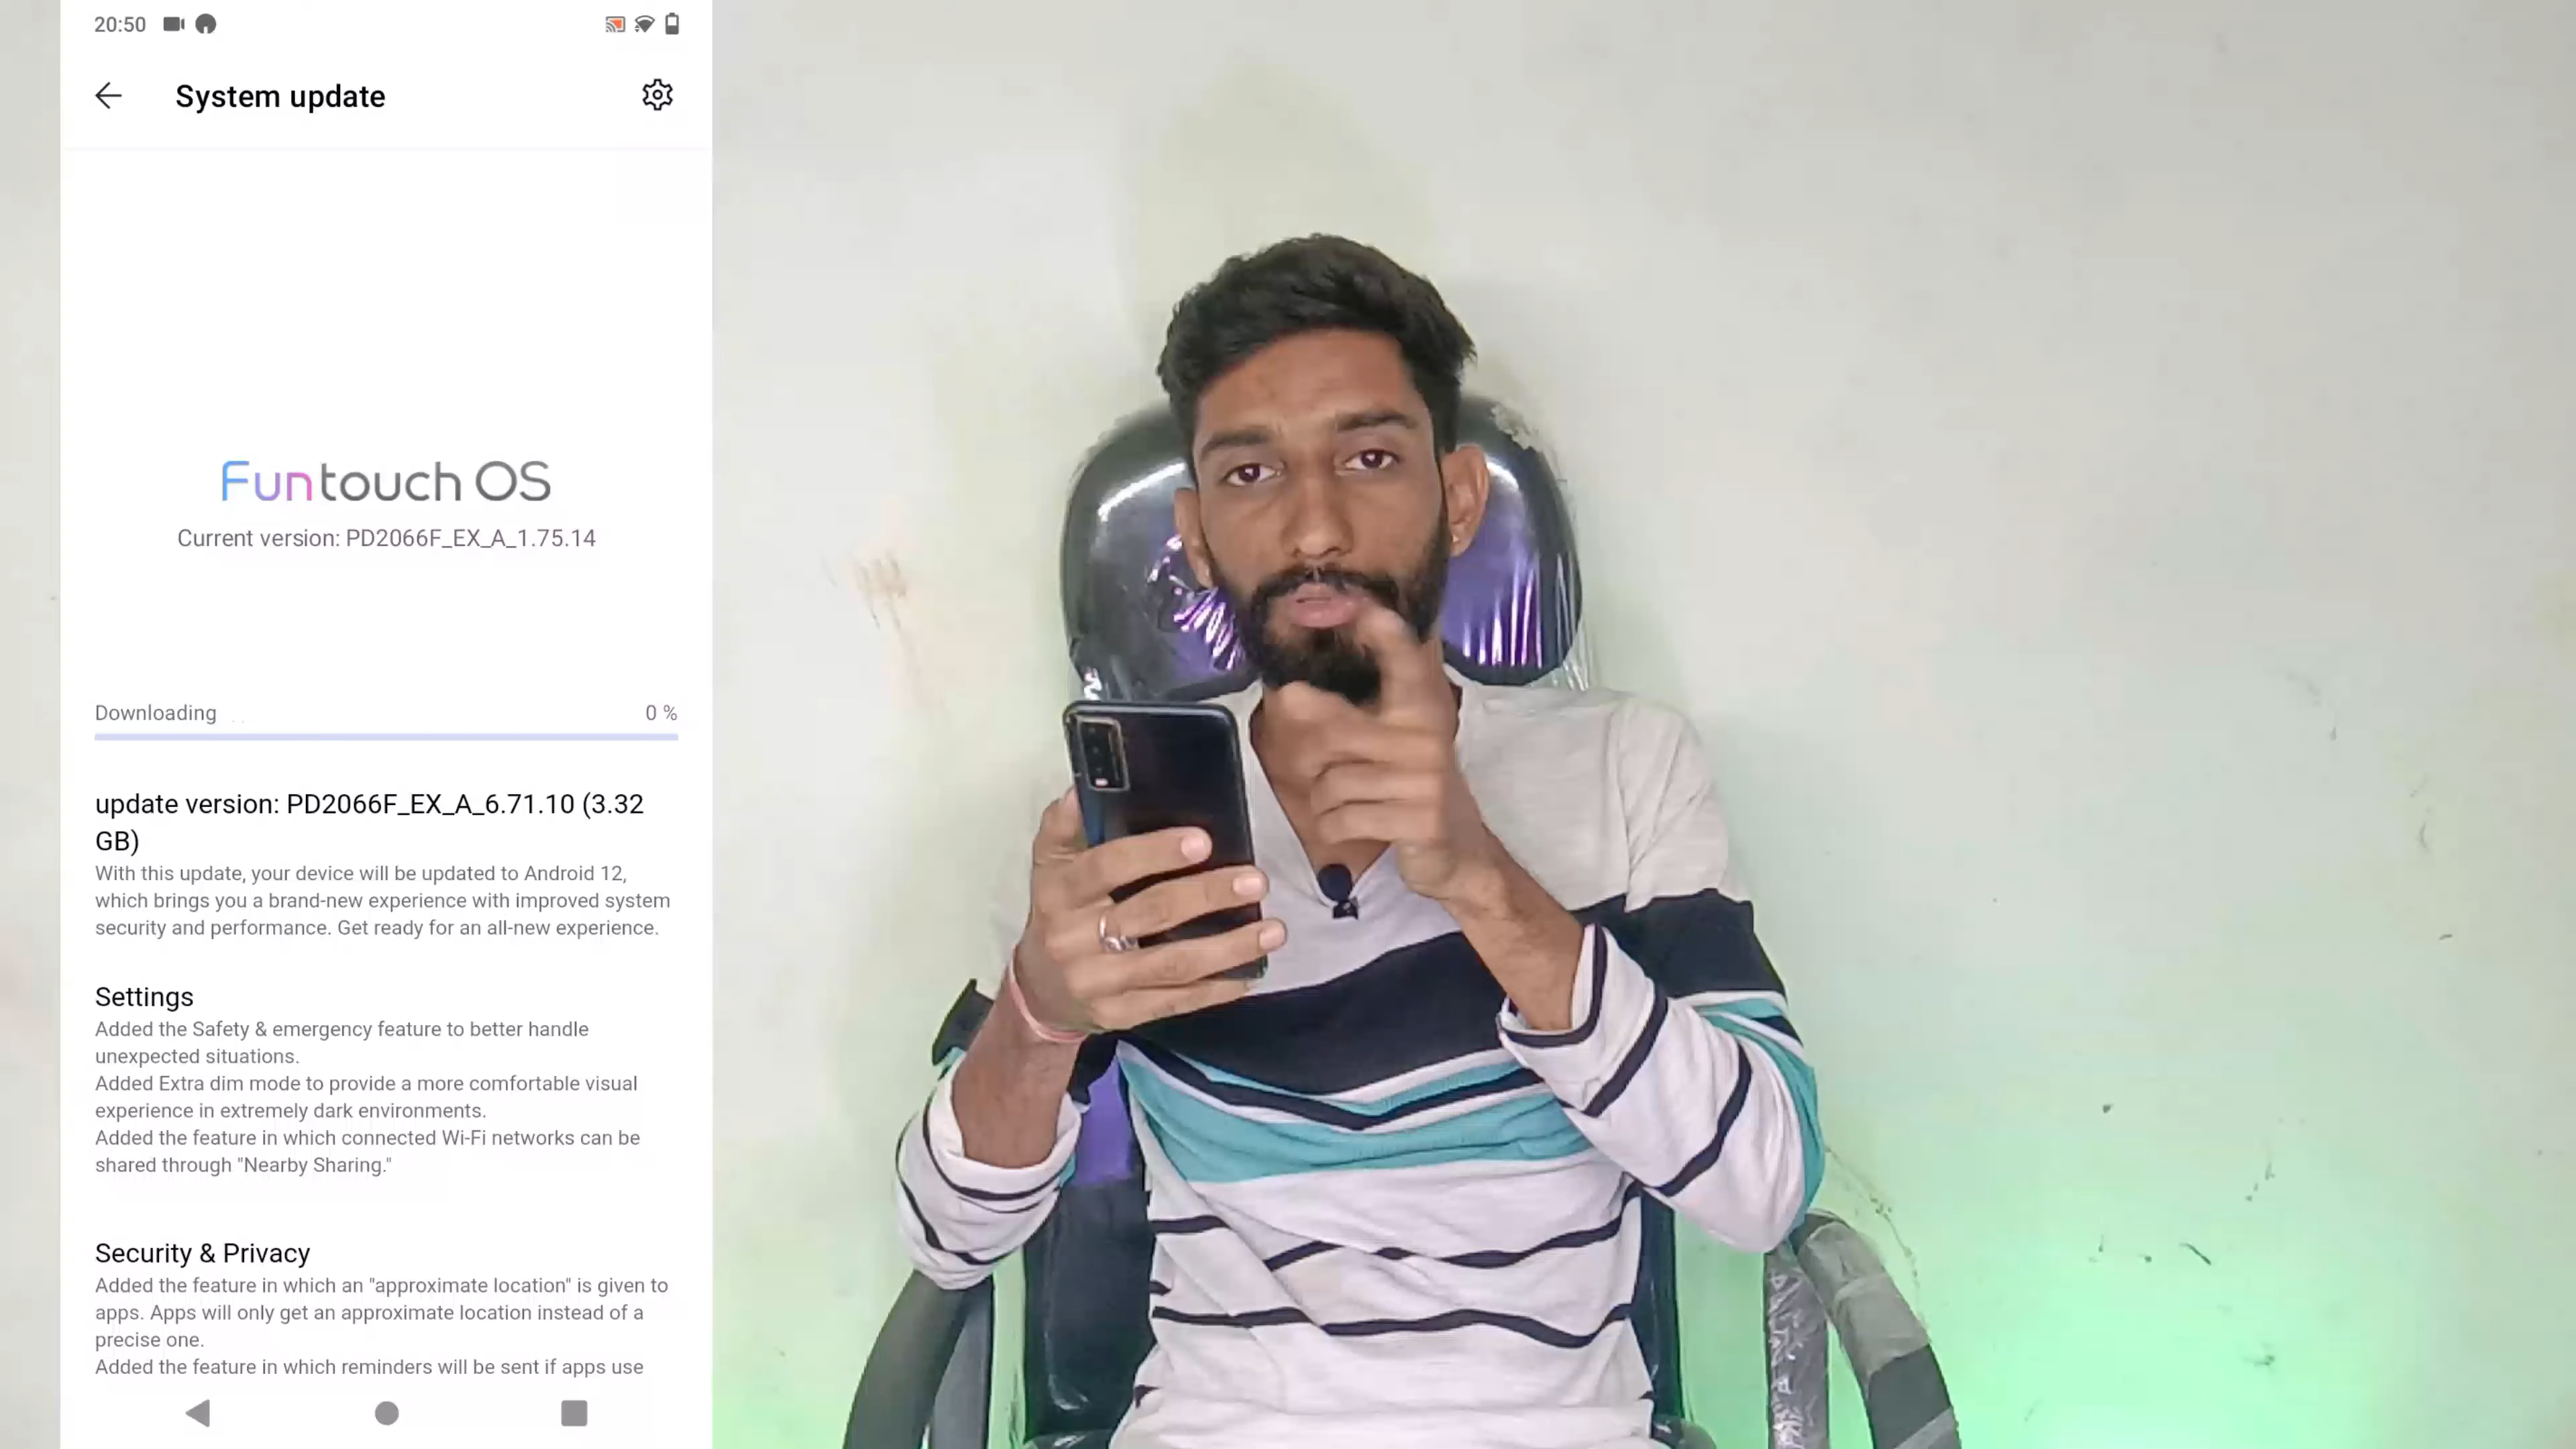 20:50
System update
Funtouch OS
Current version: PD2066F_EX_A_1.75.14
Downloading
0 %
update version: PD2066F_EX_A_6.71.10 (3.32
GB)
With this update, your device will be updated to Android 12,
which brings you a brand-new experience with improved system
security and performance. Get ready for an all-new experience.
Settings
Added the Safety & emergency feature to better handle
unexpected situations.
Added Extra dim mode to provide a more comfortable visual
experience in extremely dark environments.
Added the feature in which connected Wi-Fi networks can be
shared through "Nearby Sharing."
Security & Privacy
Added the feature in which an "approximate location" is given to
apps. Apps will only get an approximate location instead of a
precise one.
Added the feature in which reminders will be sent if apps use